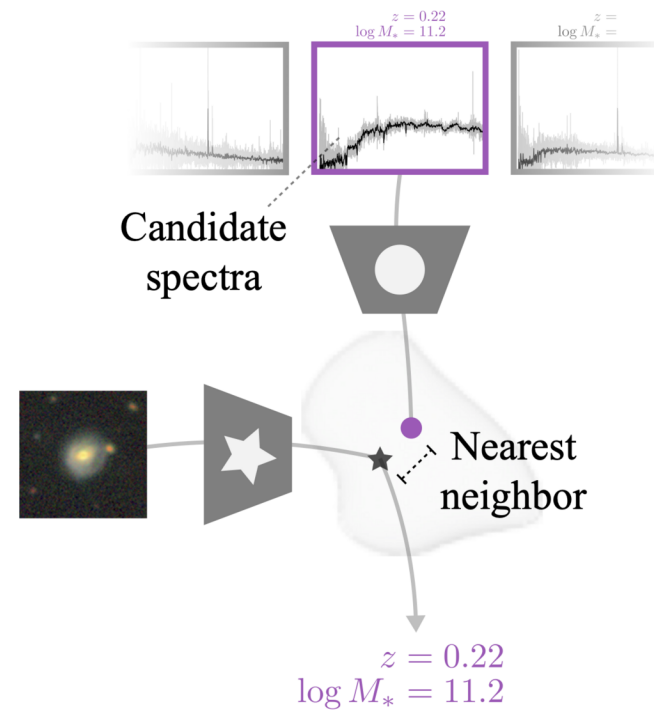 z = 0.22
log M* = 11.2
z =
log M* =
Candidate
spectra
Nearest
neighbor
z = 0.22
log M* = 11.2